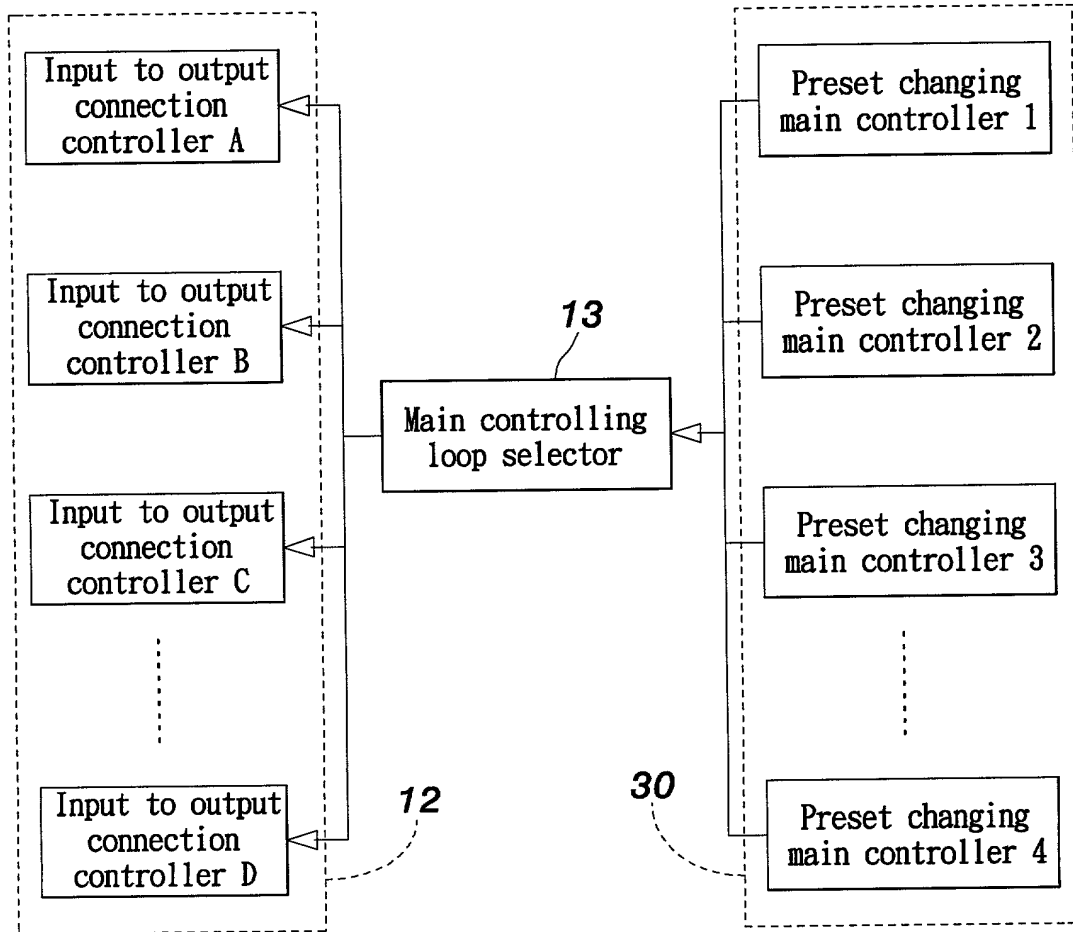 Input to output
connection
controller A
Preset changing
main controller 1
Input to output
connection
controller B
Preset changing
main controller 2
13
Main controlling
loop selector
Input to output
connection
controller C
Preset changing
main controller 3
12
30
Input to output
connection
controller D
Preset changing
main controller 4